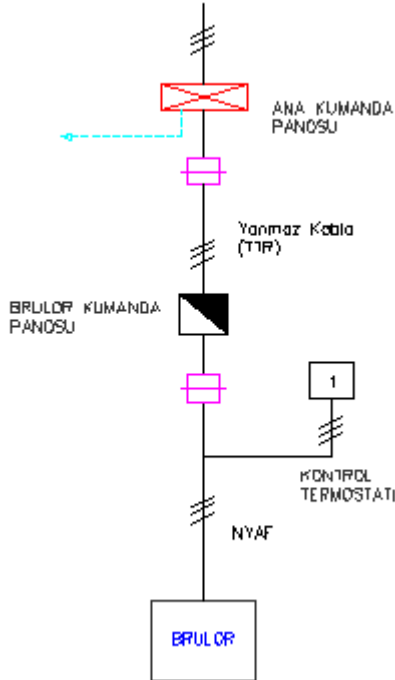 ANA KUMANDA
PANOSU
Yanmaz Kablo
(TTR)
BRULOR KUMANDA
PANOSU
1
KONTROL
TERMOSTATI
NYAF
BRULOR